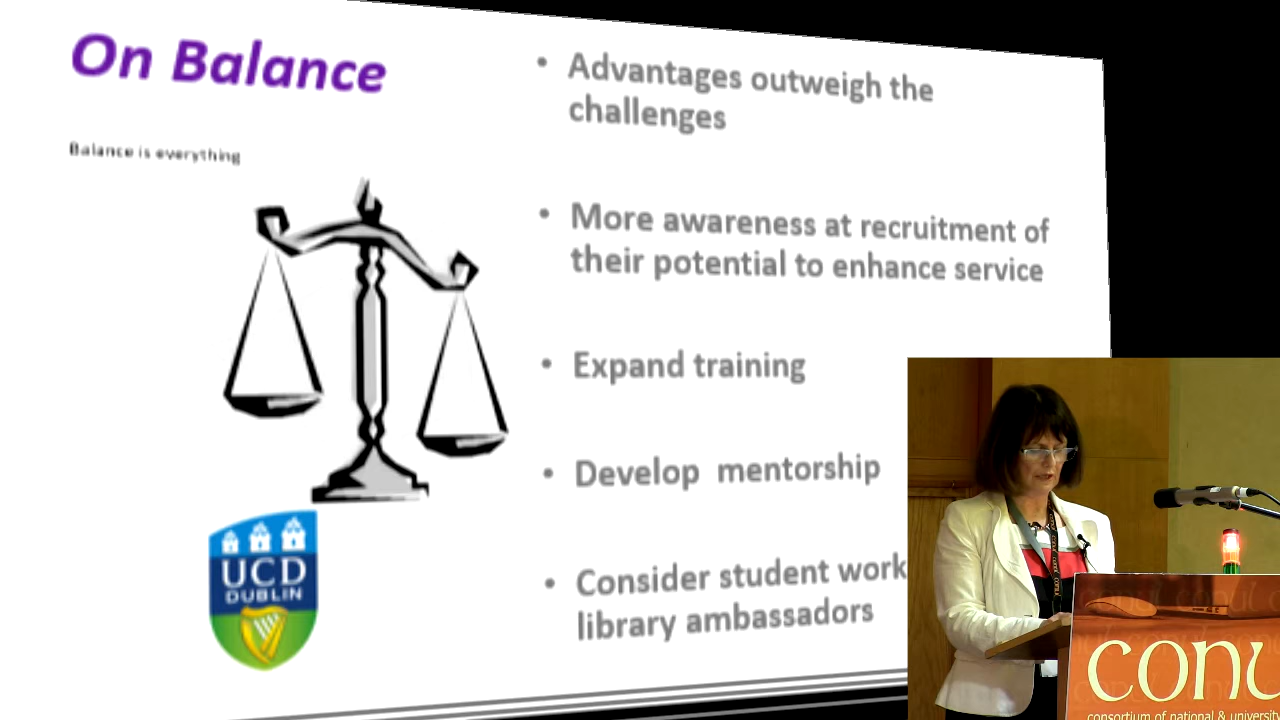 On Balance
Balance is everything
• Advantages outweigh the
challenges
• More awareness at recruitment of
their potential to enhance service
• Expand training
• Develop mentorship
• Consider student work
library ambassadors
UCD
DUBLIN
conu
consortium of national & university